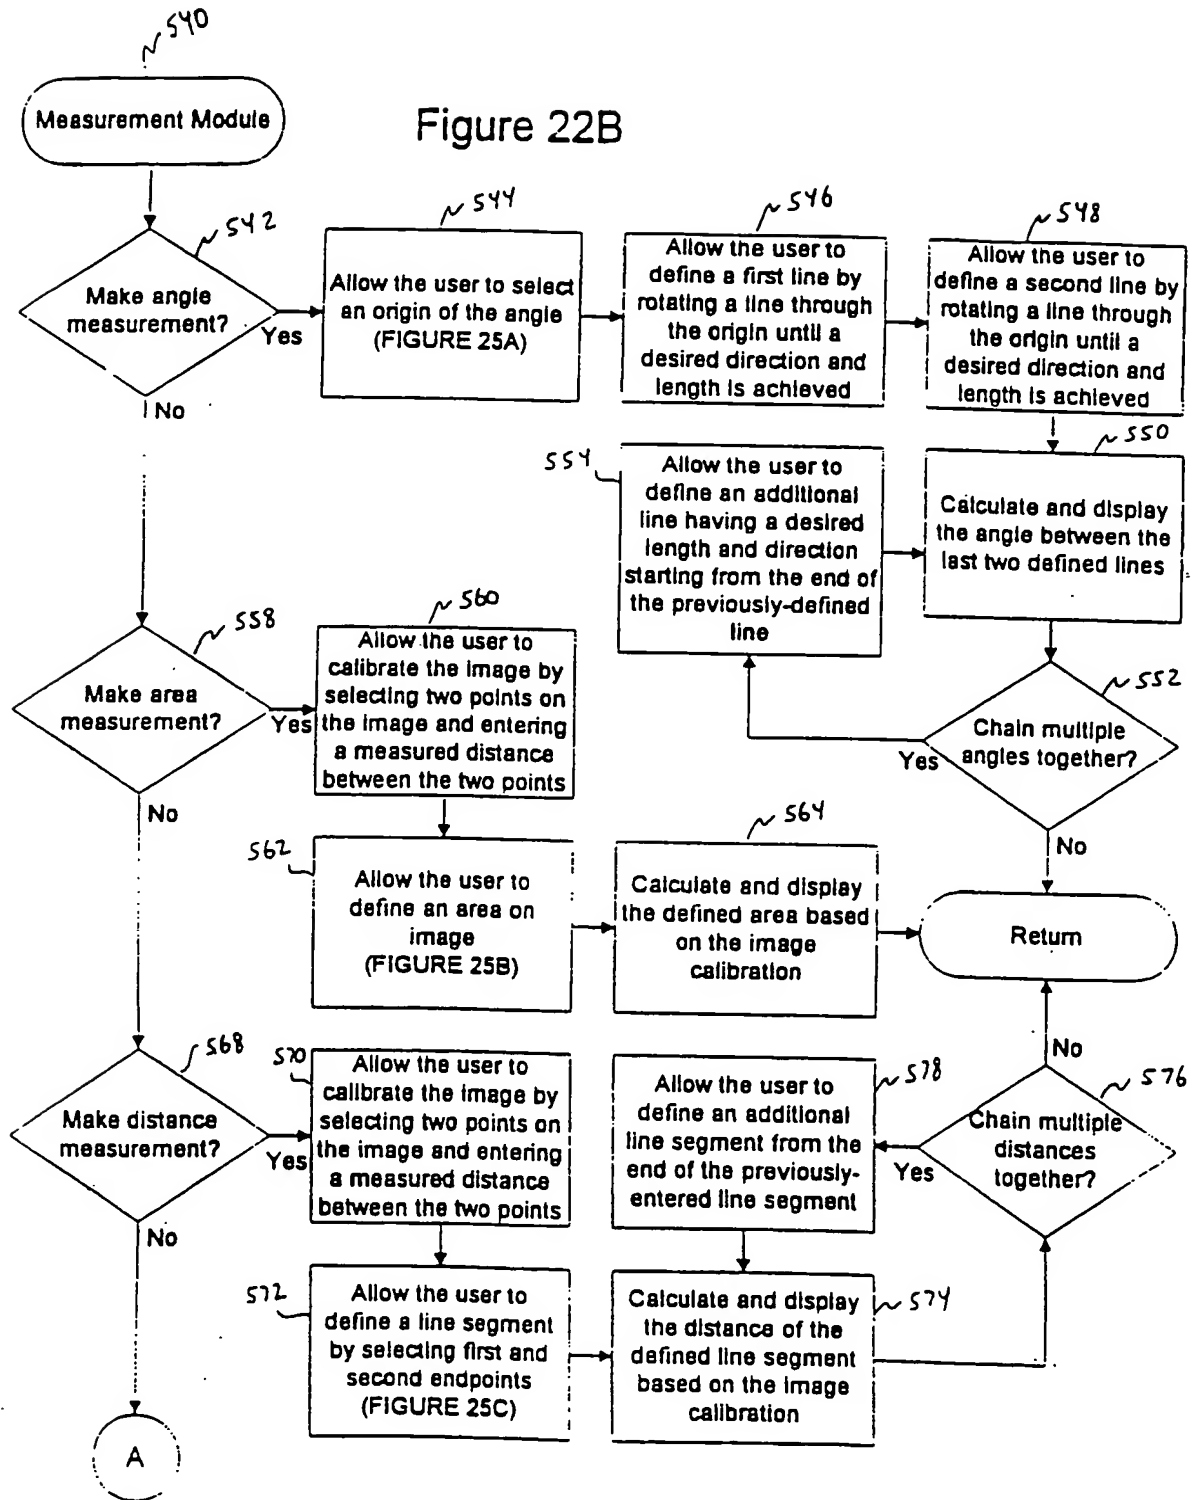 540
Measurement Module
Figure 22B
542
Make angle
measurement?
Yes
No
544
Allow the user to select
an origin of the angle
(FIGURE 25A)
546
Allow the user to
define a first line by
rotating a line through
the origin until a
desired direction and
length is achieved
548
Allow the user to
define a second line by
rotating a line through
the origin until a
desired direction and
length is achieved
550
Calculate and display
the angle between the
last two defined lines
554
Allow the user to
define an additional
line having a desired
length and direction
starting from the end of
the previously-defined
line
552
Chain multiple
angles together?
Yes
No
558
Make area
measurement?
Yes
No
560
Allow the user to
calibrate the image by
selecting two points on
the image and entering
a measured distance
between the two points
562
Allow the user to
define an area on
image
(FIGURE 25B)
564
Calculate and display
the defined area based
on the image
calibration
Return
568
Make distance
measurement?
Yes
No
570
Allow the user to
calibrate the image by
selecting two points on
the image and entering
a measured distance
between the two points
572
Allow the user to
define a line segment
by selecting first and
second endpoints
(FIGURE 25C)
574
Calculate and display
the distance of the
defined line segment
based on the image
calibration
578
Allow the user to
define an additional
line segment from the
end of the previously-
entered line segment
576
Chain multiple
distances
together?
No
Yes
A